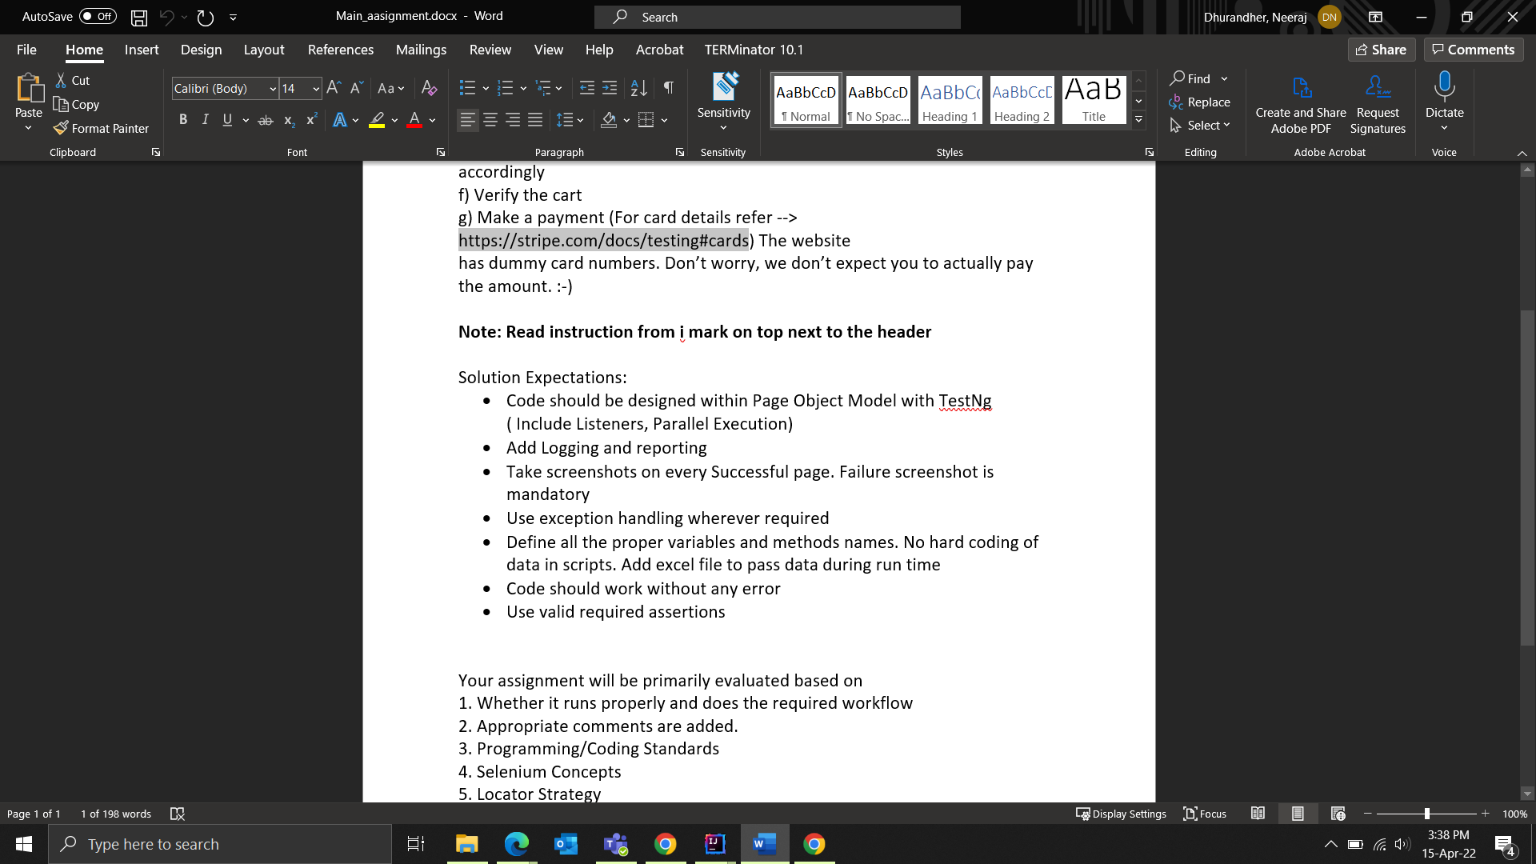 AutoSave Off Main_aasignment.docx - Word Search Dhurandher, Neeraj DN
File Home Insert Design Layout References Mailings Review View Help Acrobat TERMinator 10.1 Share Comments
Paste
Cut
Copy
Format Painter
Clipboard
Calibri (Body) 14
Font
Paragraph
Sensitivity
Sensitivity
AaBbCcD AaBbCcD AaBbC AaBbCcD AaB
¶ Normal ¶ No Spac... Heading 1 Heading 2 Title
Styles
Find
Replace
Select
Editing
Create and Share Adobe PDF
Request Signatures
Adobe Acrobat
Dictate
Voice
accordingly
f) Verify the cart
g) Make a payment (For card details refer -->
https://stripe.com/docs/testing#cards) The website
has dummy card numbers. Don’t worry, we don’t expect you to actually pay
the amount. :-)
Note: Read instruction from i mark on top next to the header
Solution Expectations:
• Code should be designed within Page Object Model with TestNg
( Include Listeners, Parallel Execution)
• Add Logging and reporting
• Take screenshots on every Successful page. Failure screenshot is
mandatory
• Use exception handling wherever required
• Define all the proper variables and methods names. No hard coding of
data in scripts. Add excel file to pass data during run time
• Code should work without any error
• Use valid required assertions
Your assignment will be primarily evaluated based on
1. Whether it runs properly and does the required workflow
2. Appropriate comments are added.
3. Programming/Coding Standards
4. Selenium Concepts
5. Locator Strategy
Page 1 of 1 1 of 198 words Display Settings Focus 100%
Type here to search
3:38 PM
15-Apr-22
4